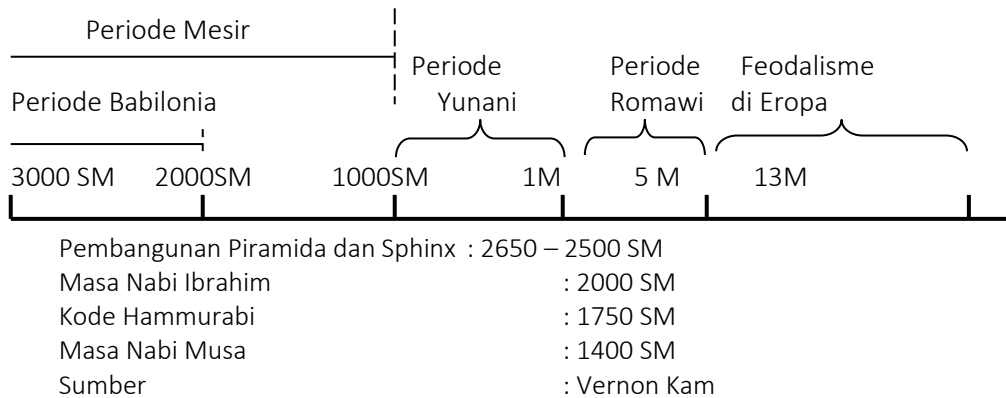 Periode Mesir
Periode Yunani
Periode Romawi
Feodalisme di Eropa
Periode Babilonia
3000 SM 2000SM 1000SM 1M 5 M 13M
Pembangunan Piramida dan Sphinx : 2650 – 2500 SM
Masa Nabi Ibrahim : 2000 SM
Kode Hammurabi : 1750 SM
Masa Nabi Musa : 1400 SM
Sumber : Vernon Kam